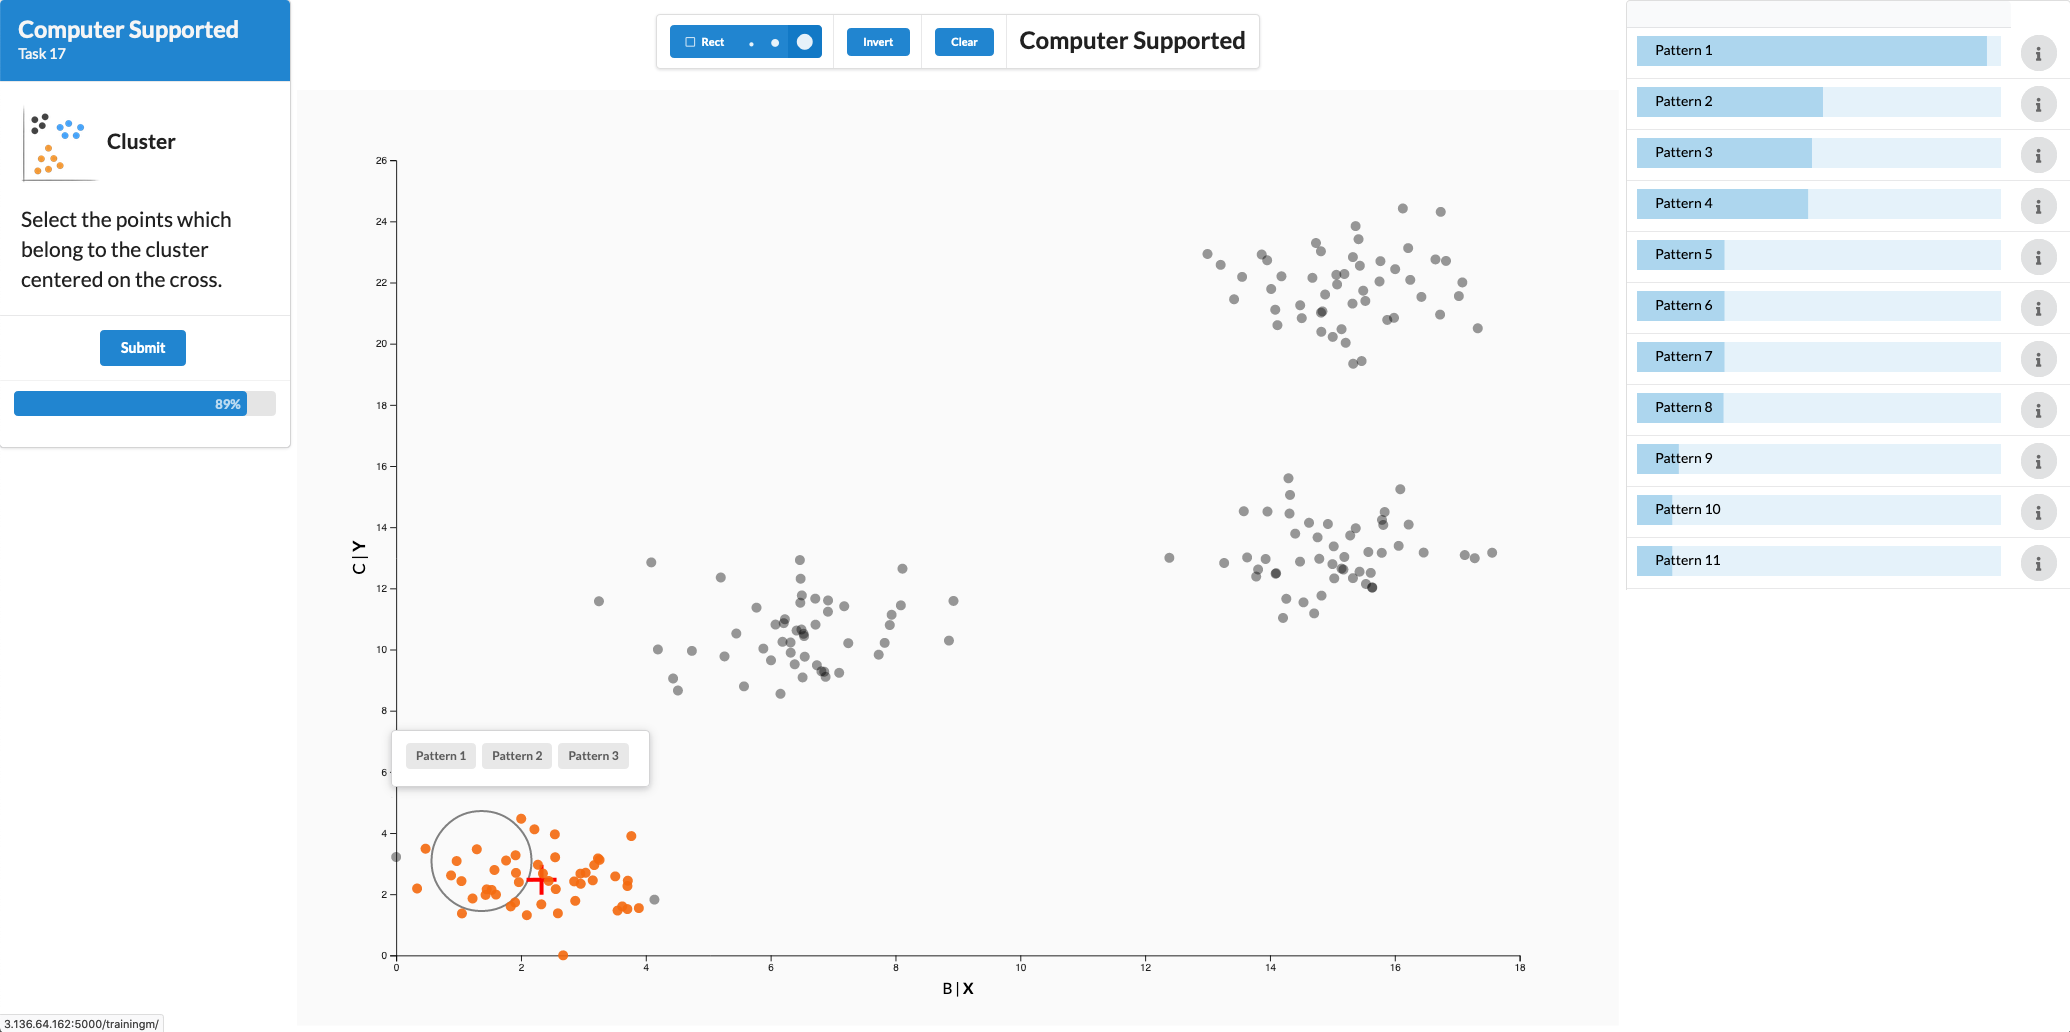 Computer Supported
Task 17
Cluster
Select the points which
belong to the cluster
centered on the cross.
Submit
89%
Rect
Invert
Clear
Computer Supported
26
24
22
20
18
16
14
12
10
8
6
4
2
0
C | Y
Pattern 1 Pattern 2 Pattern 3
0 2 4 6 8 10 12 14 16 18
B | X
Pattern 1
Pattern 2
Pattern 3
Pattern 4
Pattern 5
Pattern 6
Pattern 7
Pattern 8
Pattern 9
Pattern 10
Pattern 11
3.136.64.162:5000/trainingm/